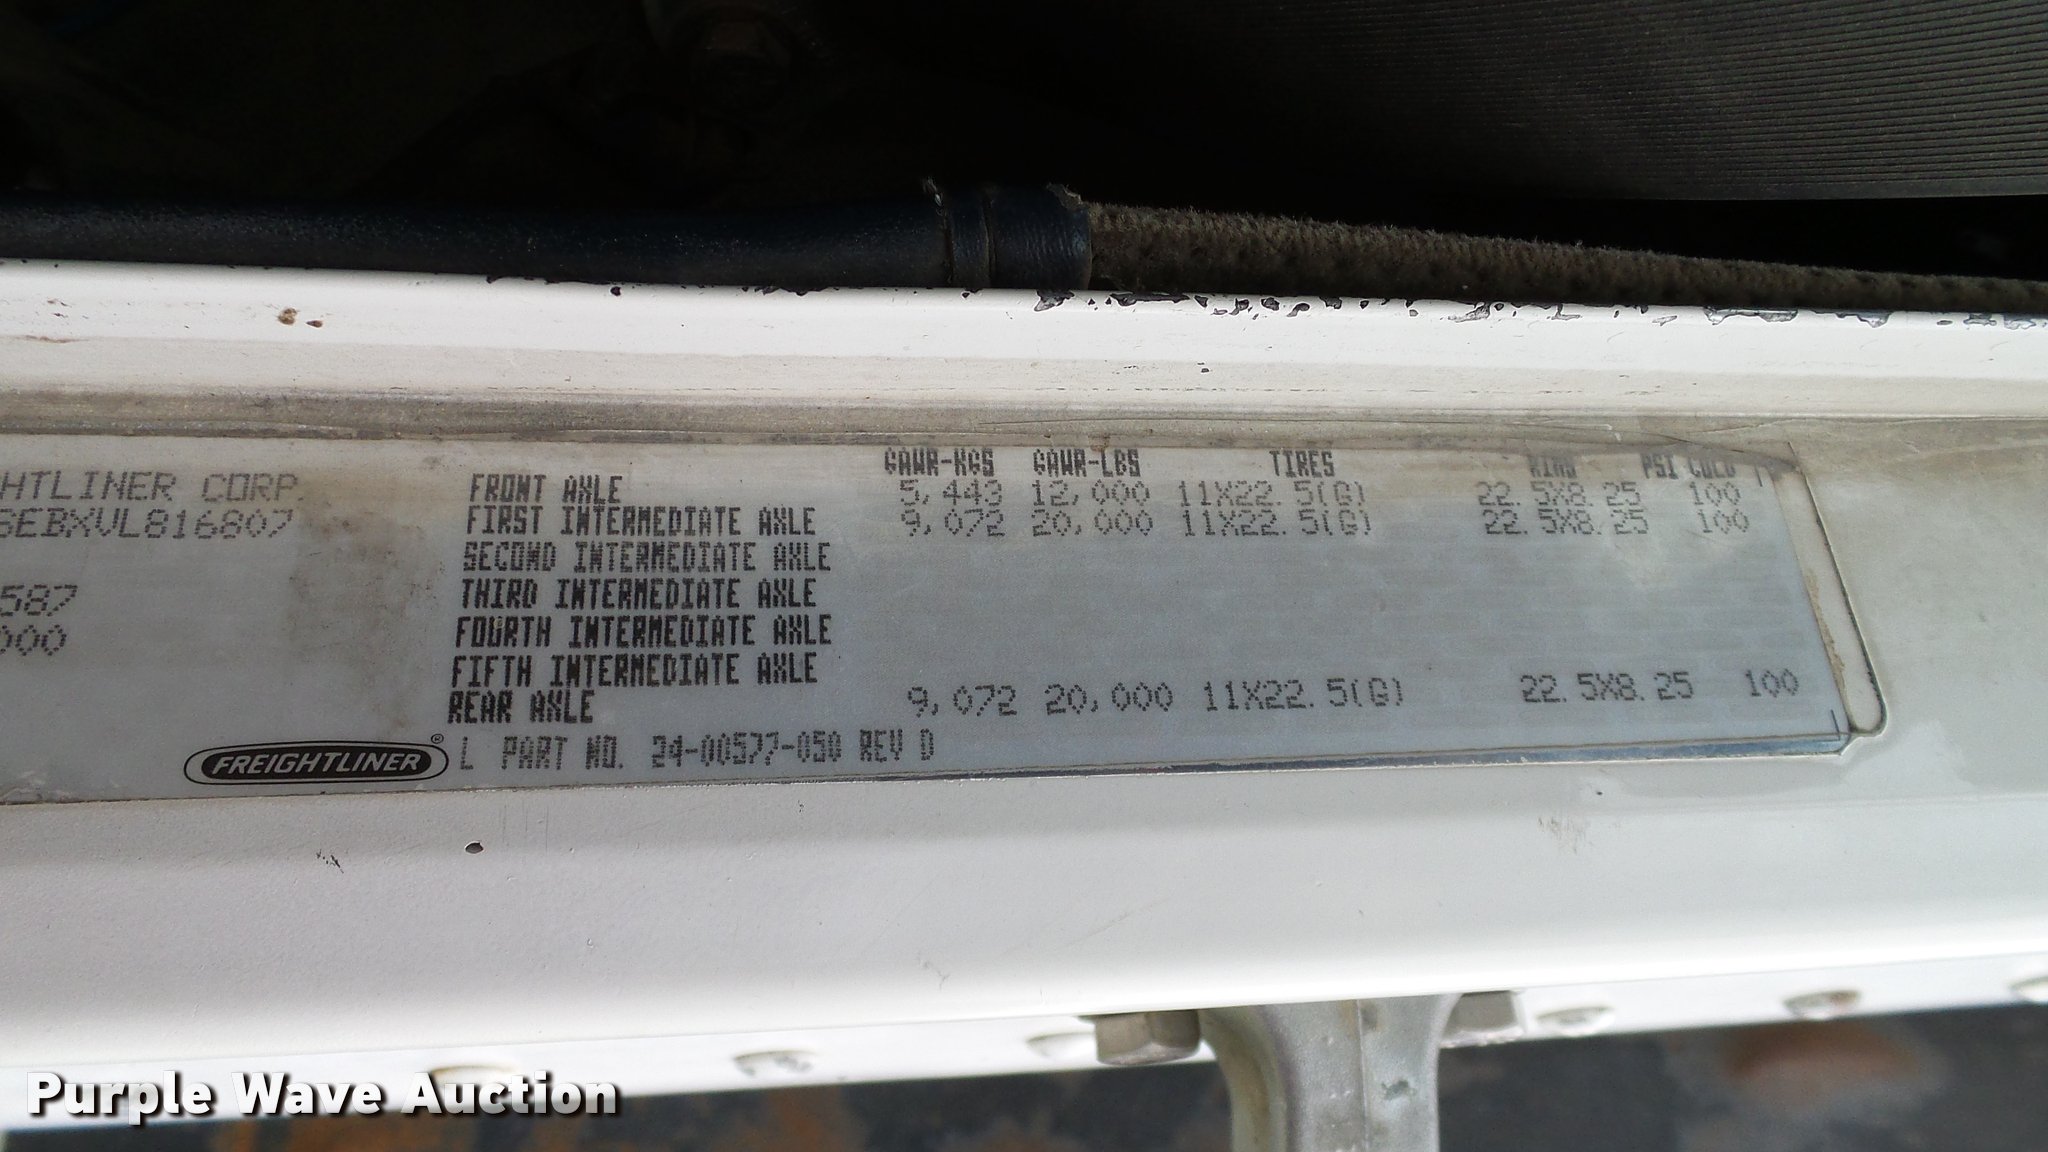 GAWR-KGS GAWR-LBS TIRES RIMS PSI COLD
HTLINER CORP.
FRONT AXLE 5,443 12,000 11X22.5(G) 22.5X8.25 100
SEBXVL816807
FIRST INTERMEDIATE AXLE 9,072 20,000 11X22.5(G) 22.5X8.25 100
SECOND INTERMEDIATE AXLE
587
THIRD INTERMEDIATE AXLE
000
FOURTH INTERMEDIATE AXLE
FIFTH INTERMEDIATE AXLE
REAR AXLE 9,072 20,000 11X22.5(G) 22.5X8.25 100
FREIGHTLINER® L PART NO. 24-00577-050 REV D
Purple Wave Auction